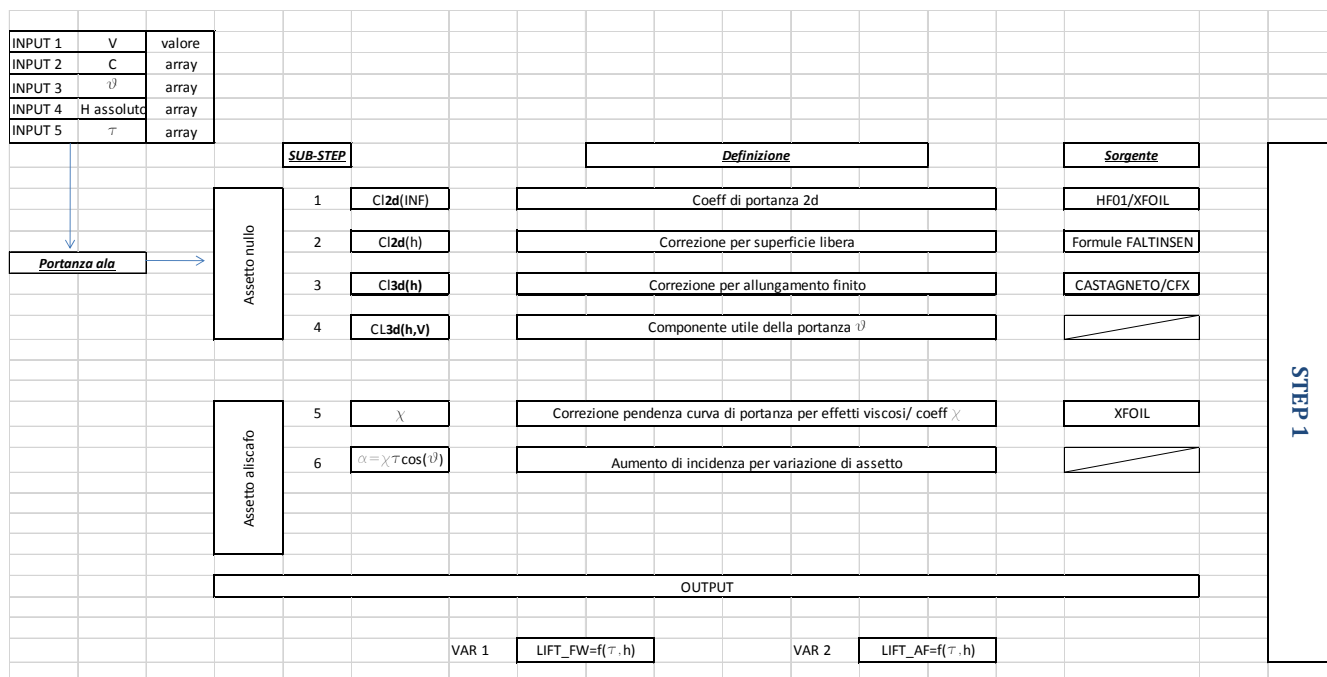 INPUT 1 V valore
INPUT 2 C array
INPUT 3 ϑ array
INPUT 4 H assoluto array
INPUT 5 τ array
SUB-STEP Definizione Sorgente
1 Cl2d(INF) Coeff di portanza 2d HF01/XFOIL
2 Cl2d(h) Correzione per superficie libera Formule FALTINSEN
Portanza ala
Assetto nullo
3 Cl3d(h) Correzione per allungamento finito CASTAGNETO/CFX
4 CL3d(h,V) Componente utile della portanza ϑ
STEP 1
5 χ Correzione pendenza curva di portanza per effetti viscosi/ coeff χ XFOIL
6 α=χτcos(ϑ) Aumento di incidenza per variazione di assetto
Assetto aliscafo
OUTPUT
VAR 1 LIFT_FW=f(τ,h) VAR 2 LIFT_AF=f(τ,h)